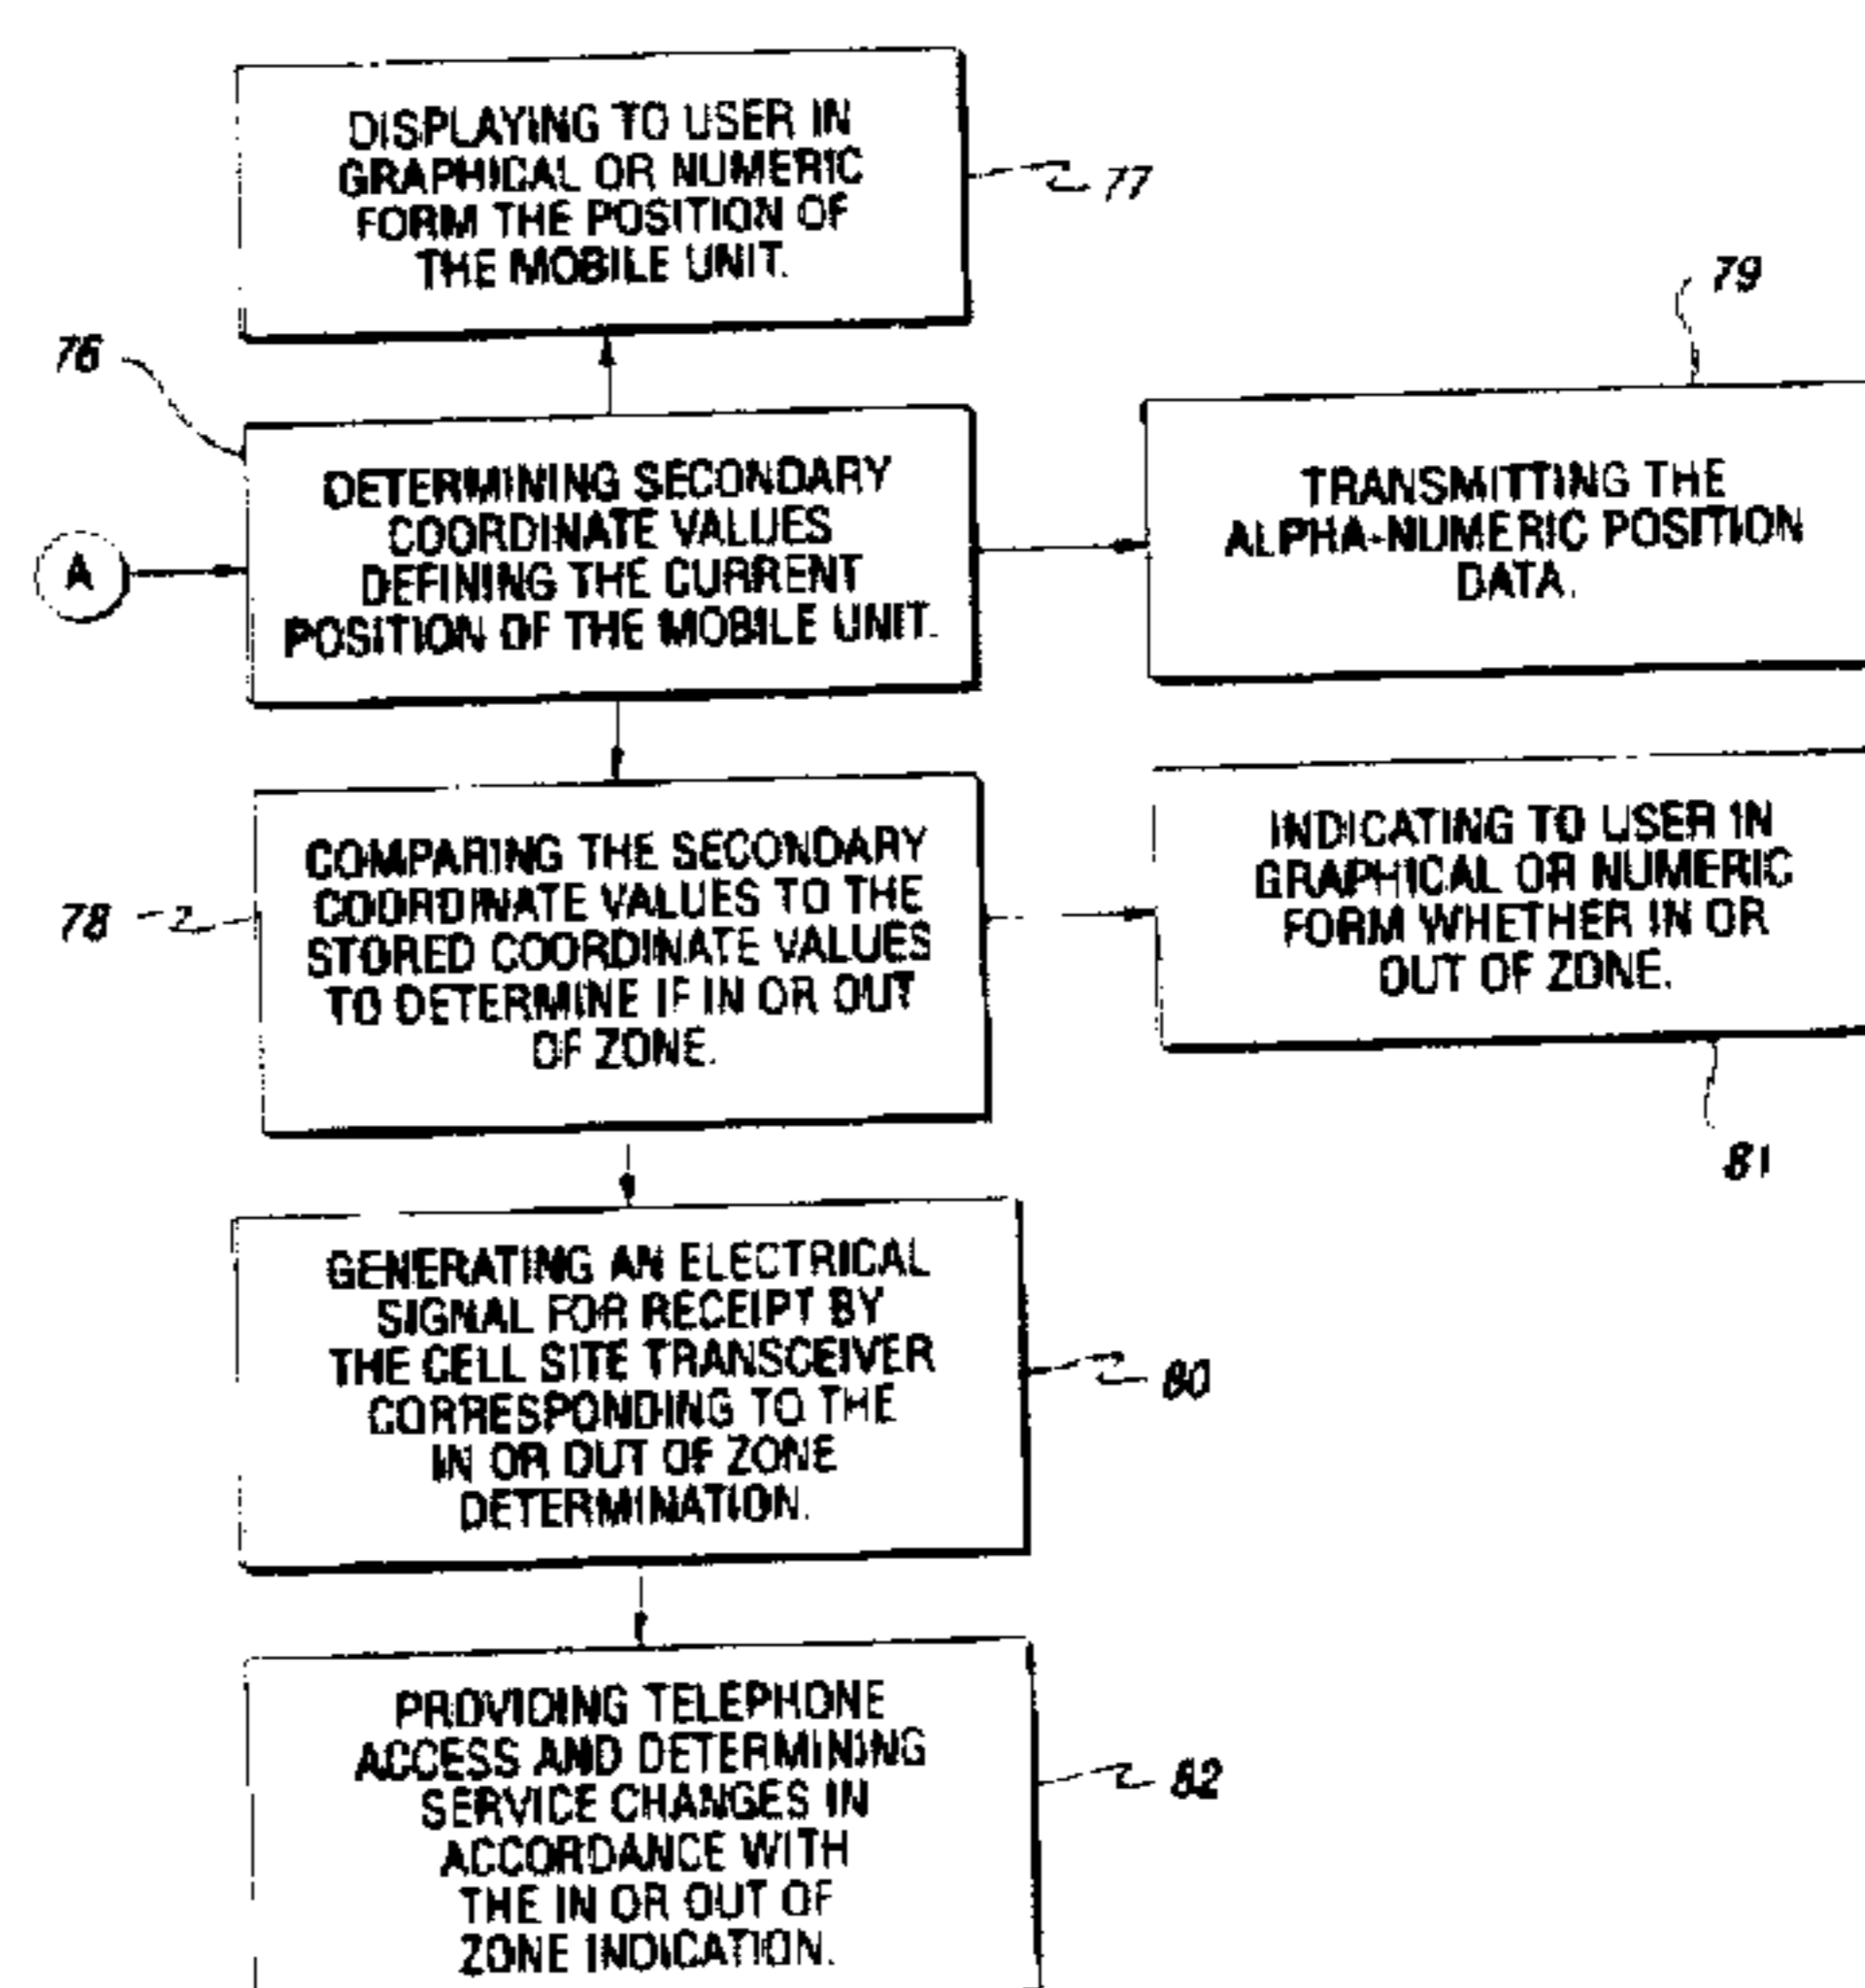 DISPLAYING TO USER IN
GRAPHICAL OR NUMERIC
FORM THE POSITION OF
THE MOBILE UNIT.
77
79
76
DETERMINING SECONDARY
COORDINATE VALUES
DEFINING THE CURRENT
POSITION OF THE MOBILE UNIT.
TRANSMITTING THE
ALPHA-NUMERIC POSITION
DATA.
A
COMPARING THE SECONDARY
COORDINATE VALUES TO THE
STORED COORDINATE VALUES
TO DETERMINE IF IN OR OUT
OF ZONE.
78
INDICATING TO USER IN
GRAPHICAL OR NUMERIC
FORM WHETHER IN OR
OUT OF ZONE.
81
GENERATING AN ELECTRICAL
SIGNAL FOR RECEIPT BY
THE CELL SITE TRANSCEIVER
CORRESPONDING TO THE
IN OR OUT OF ZONE
DETERMINATION.
80
PROVIDING TELEPHONE
ACCESS AND DETERMINING
SERVICE CHANGES IN
ACCORDANCE WITH
THE IN OR OUT OF
ZONE INDICATION.
82